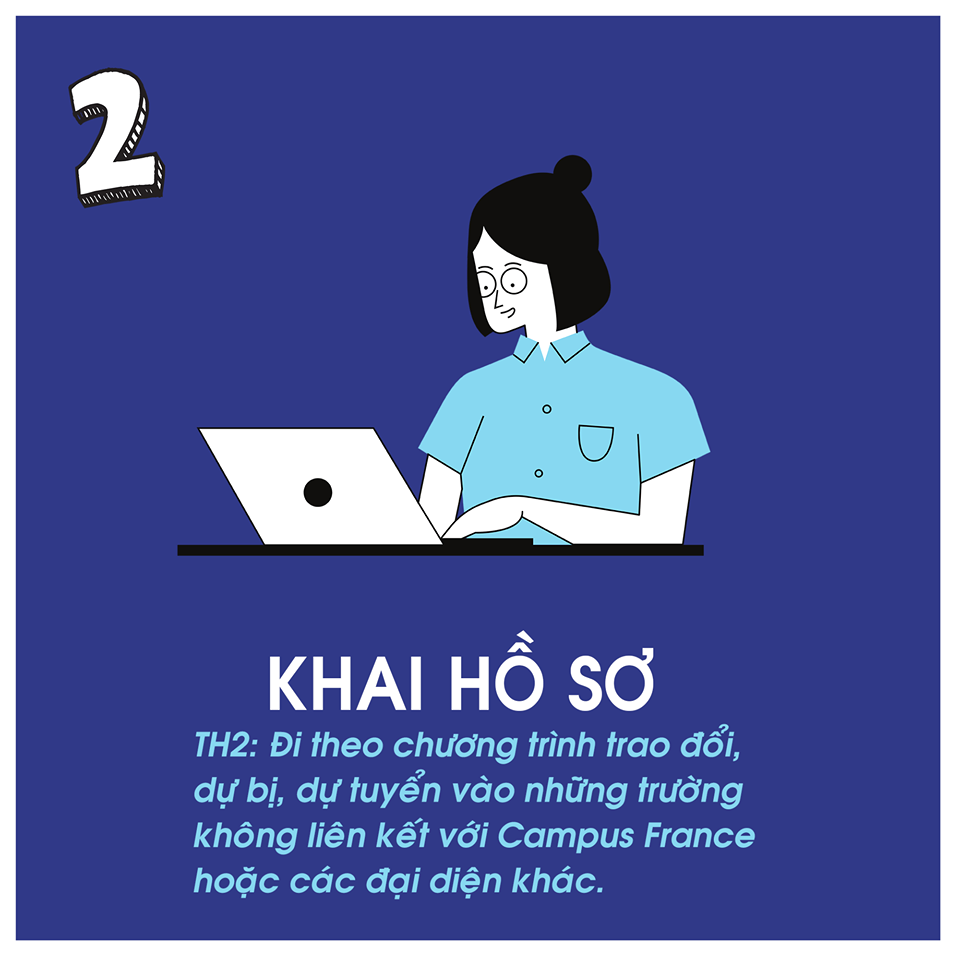 2
KHAI HỒ SƠ
TH2: Đi theo chương trình trao đổi,
dự bị, dự tuyển vào những trường
không liên kết với Campus France
hoặc các đại diện khác.